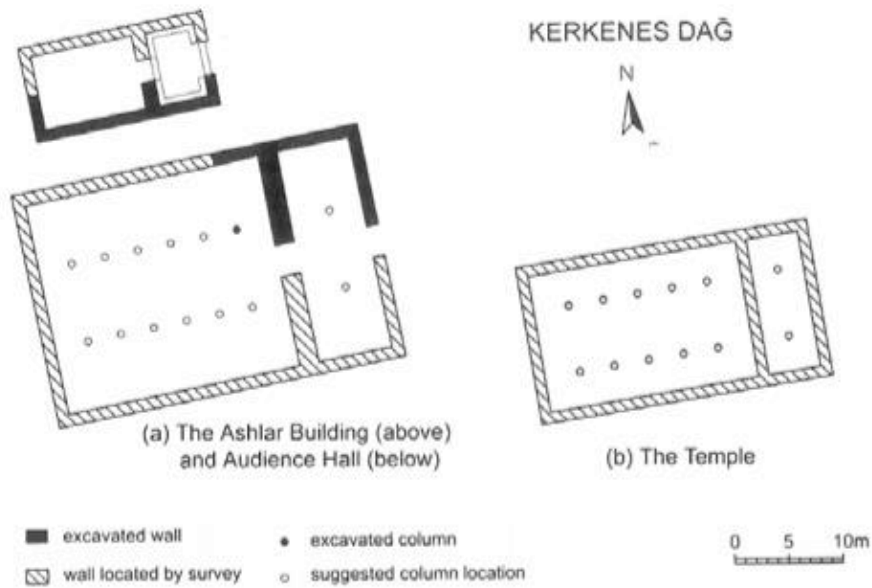 KERKENES DAĞ
N
(a) The Ashlar Building (above)
and Audience Hall (below)
(b) The Temple
excavated wall
excavated column
wall located by survey
suggested column location
0 5 10m